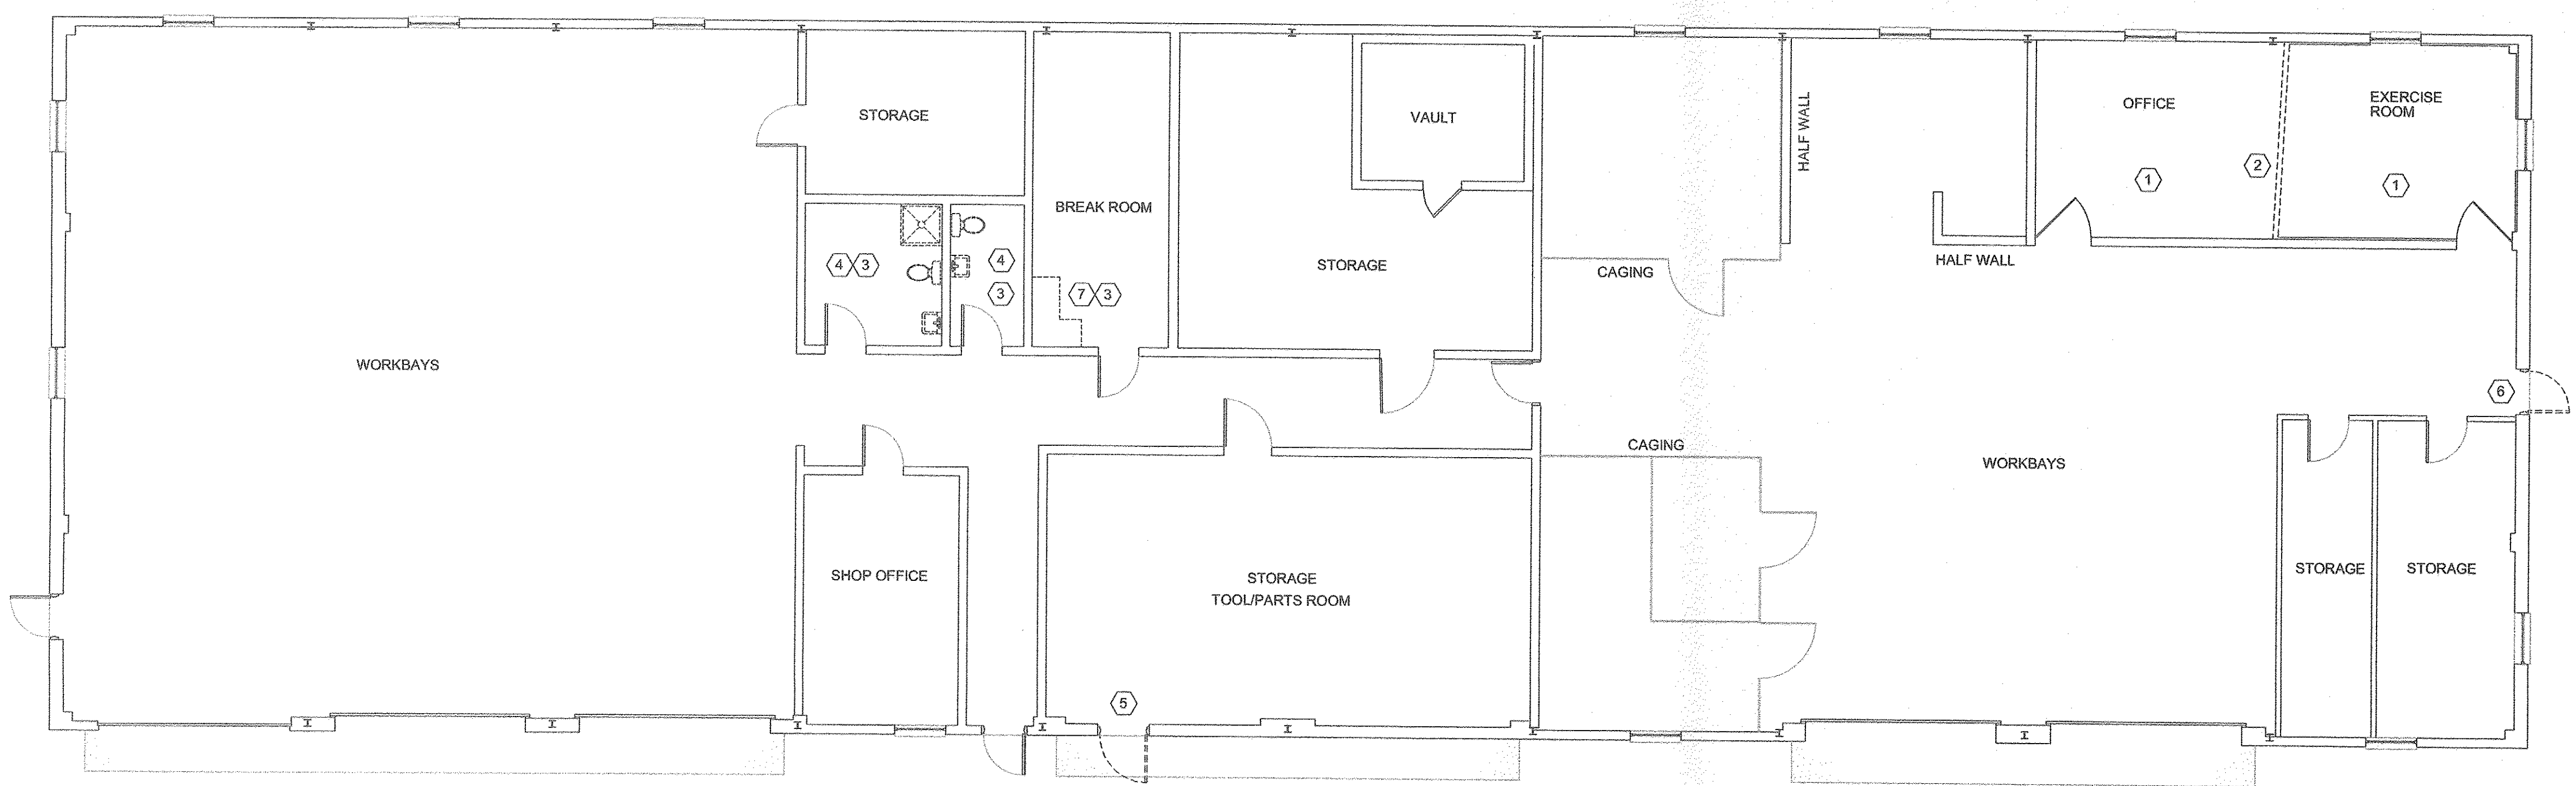 STORAGE
VAULT
HALF WALL
OFFICE
EXERCISE
ROOM
1
2
1
BREAK ROOM
4 3
4
3
7 3
STORAGE
CAGING
HALF WALL
WORKBAYS
6
CAGING
WORKBAYS
SHOP OFFICE
STORAGE
TOOL/PARTS ROOM
STORAGE
STORAGE
5